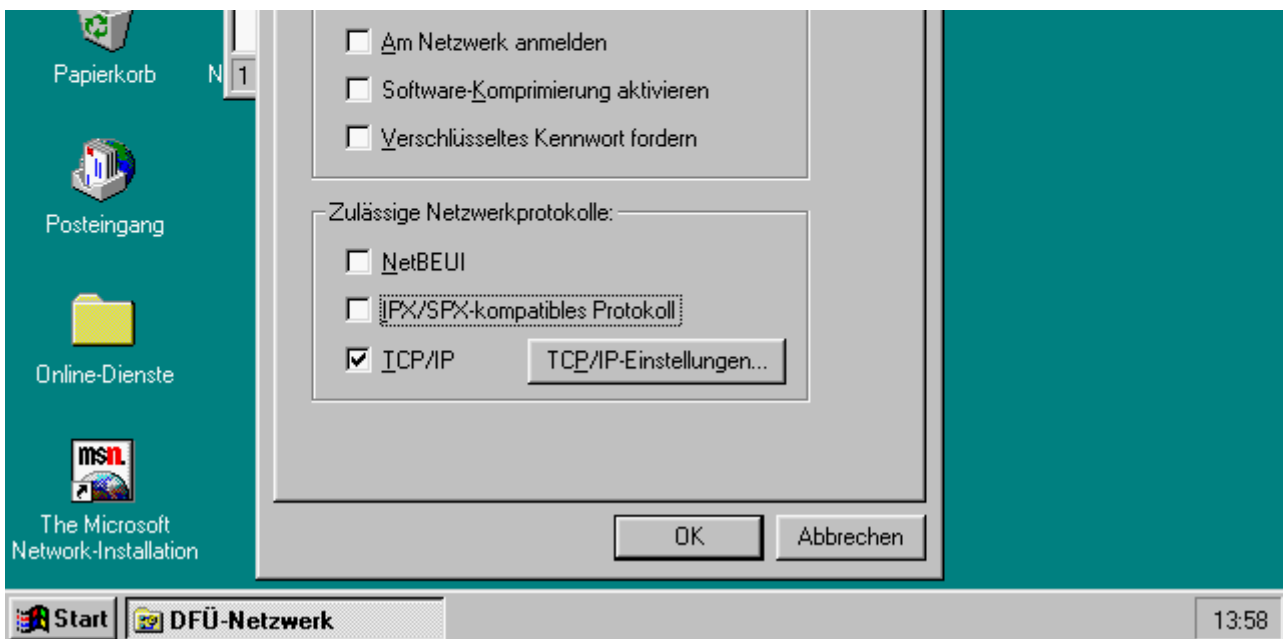 Papierkorb
N
1
Am Netzwerk anmelden
Software-Komprimierung aktivieren
Verschlüsseltes Kennwort fordern
Posteingang
Zulässige Netzwerkprotokolle:
NetBEUI
IPX/SPX-kompatibles Protokoll
Online-Dienste
TCP/IP
TCP/IP-Einstellungen...
msn.
The Microsoft
Network-Installation
OK
Abbrechen
Start
DFÜ-Netzwerk
13:58